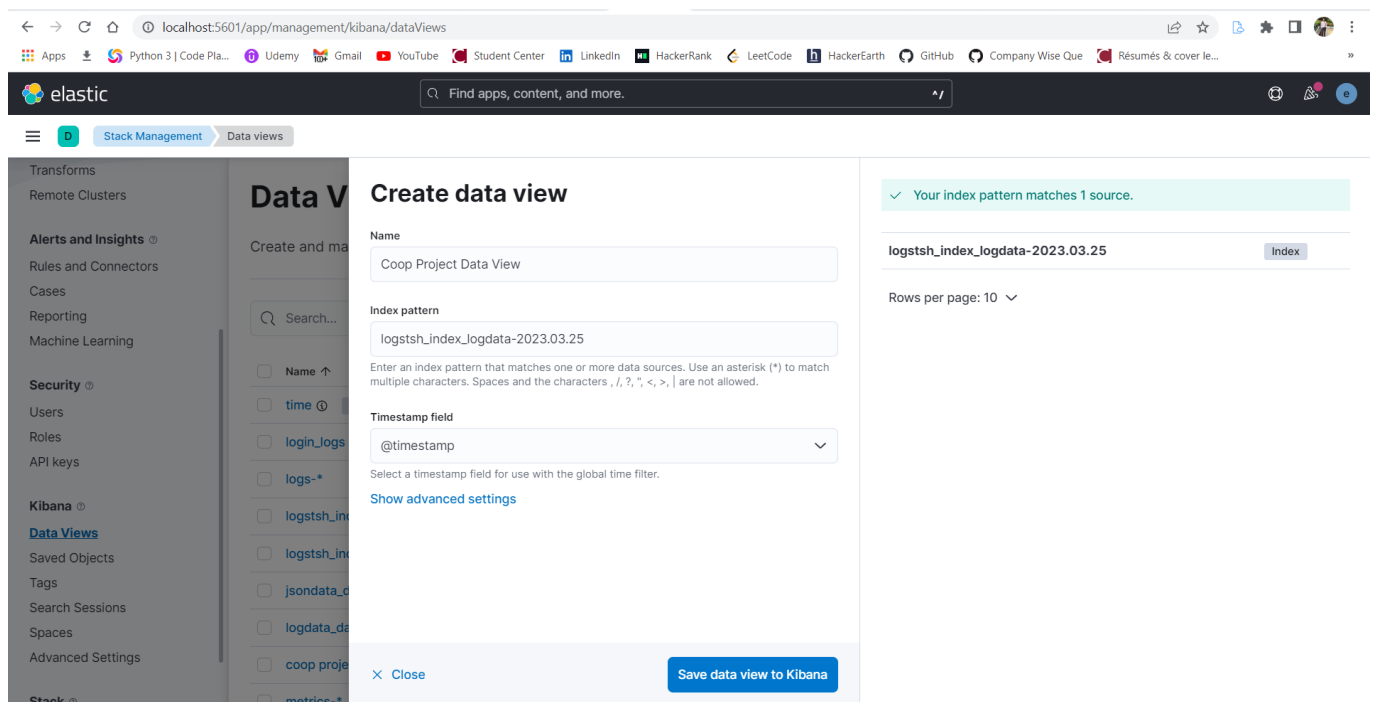 localhost:5601/app/management/kibana/dataViews
Apps Python 3 | Code Pla... Udemy Gmail YouTube Student Center LinkedIn HackerRank LeetCode HackerEarth GitHub Company Wise Que Résumés & cover le... »
elastic
Find apps, content, and more. ^/
e
D Stack Management Data views
Transforms
Remote Clusters
Alerts and Insights
Rules and Connectors
Cases
Reporting
Machine Learning
Security
Users
Roles
API keys
Kibana
Data Views
Saved Objects
Tags
Search Sessions
Spaces
Advanced Settings
Stack
Data V
Create and ma
Search...
Name
time
login_logs
logs-*
logstsh_ind
logstsh_ind
jsondata_d
logdata_da
coop proje
metrics-*
Create data view
Name
Coop Project Data View
Index pattern
logstsh_index_logdata-2023.03.25
Enter an index pattern that matches one or more data sources. Use an asterisk (*) to match
multiple characters. Spaces and the characters , /, ?, ", <, >, | are not allowed.
Timestamp field
@timestamp
Select a timestamp field for use with the global time filter.
Show advanced settings
Close
Save data view to Kibana
Your index pattern matches 1 source.
logstsh_index_logdata-2023.03.25 Index
Rows per page: 10